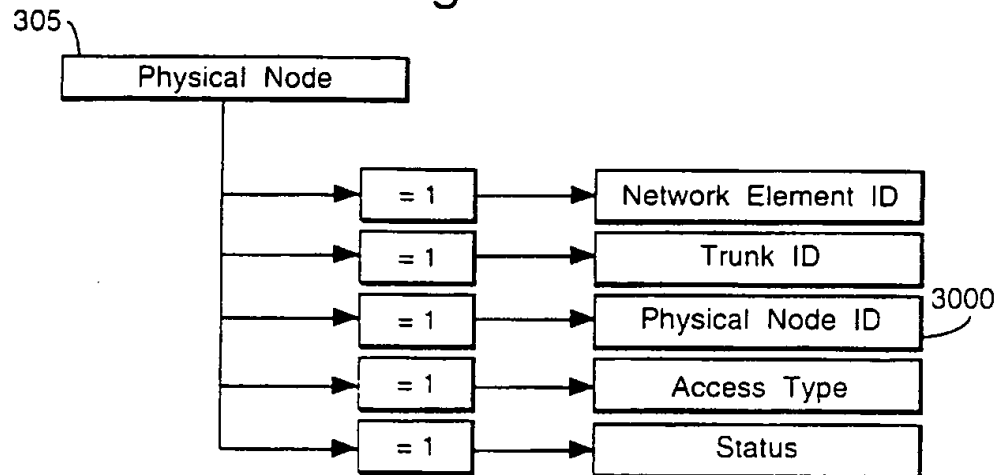 305
Physical Node
= 1 Network Element ID
= 1 Trunk ID
= 1 Physical Node ID
3000
= 1 Access Type
= 1 Status